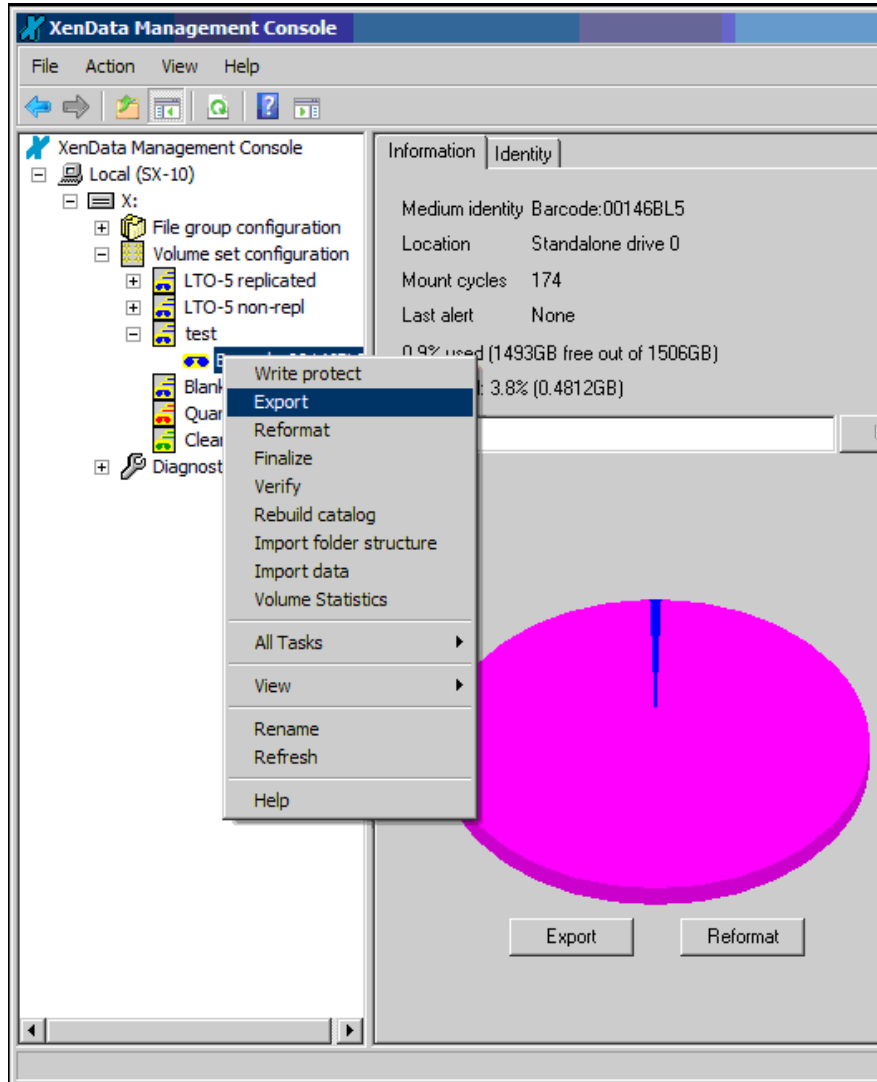 XenData Management Console
File Action View Help
XenData Management Console
Local (SX-10)
X:
File group configuration
Volume set configuration
LTO-5 replicated
LTO-5 non-repl
test
Blank
Quar
Clea
Diagnost
Write protect
Export
Reformat
Finalize
Verify
Rebuild catalog
Import folder structure
Import data
Volume Statistics
All Tasks
View
Rename
Refresh
Help
Information Identity
Medium identity Barcode:00146BL5
Location Standalone drive 0
Mount cycles 174
Last alert None
0.9% used (1493GB free out of 1506GB)
3.8% (0.4812GB)
Export Reformat